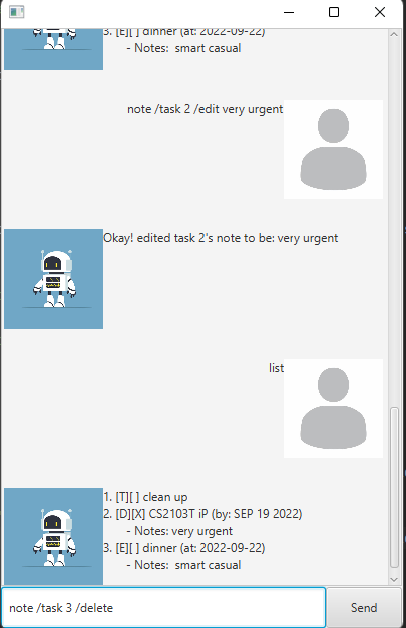 3. [E][ ] dinner (at: 2022-09-22)
- Notes:  smart casual
note /task 2 /edit very urgent
Okay! edited task 2's note to be: very urgent
list
1. [T][ ] clean up
2. [D][X] CS2103T iP (by: SEP 19 2022)
- Notes: very urgent
3. [E][ ] dinner (at: 2022-09-22)
- Notes:  smart casual
note /task 3 /delete
Send